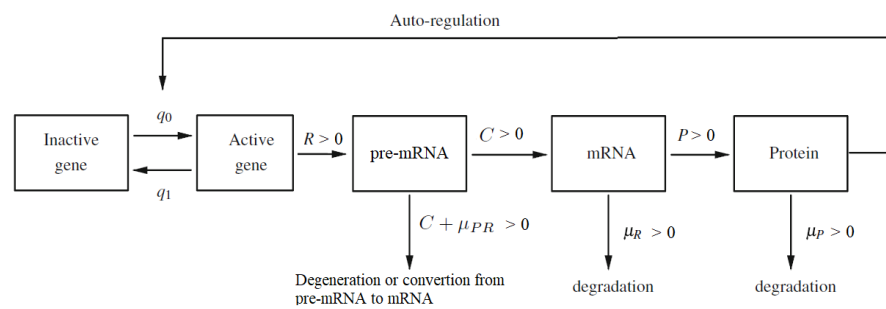 Auto-regulation
q0
Inactive
gene
q1
Active
gene
R > 0
pre-mRNA
C > 0
mRNA
P > 0
Protein
C + μPR > 0
μR > 0
μP > 0
Degeneration or convertion from
pre-mRNA to mRNA
degradation
degradation